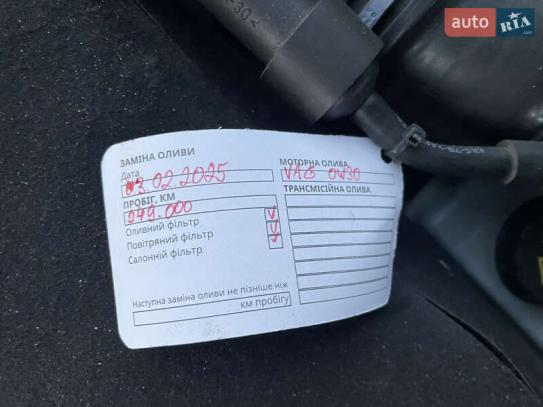 auto RIA
ЗАМІНА ОЛИВИ
Дата
03.02.2025
ПРОБІГ, КМ
249.000
Оливний фільтр V
Повітряний фільтр V
Салонний фільтр V
Наступна заміна оливи не пізніше ніж
км пробігу
МОТОРНА ОЛИВА
VAG 0W30
ТРАНСМІСІЙНА ОЛИВА